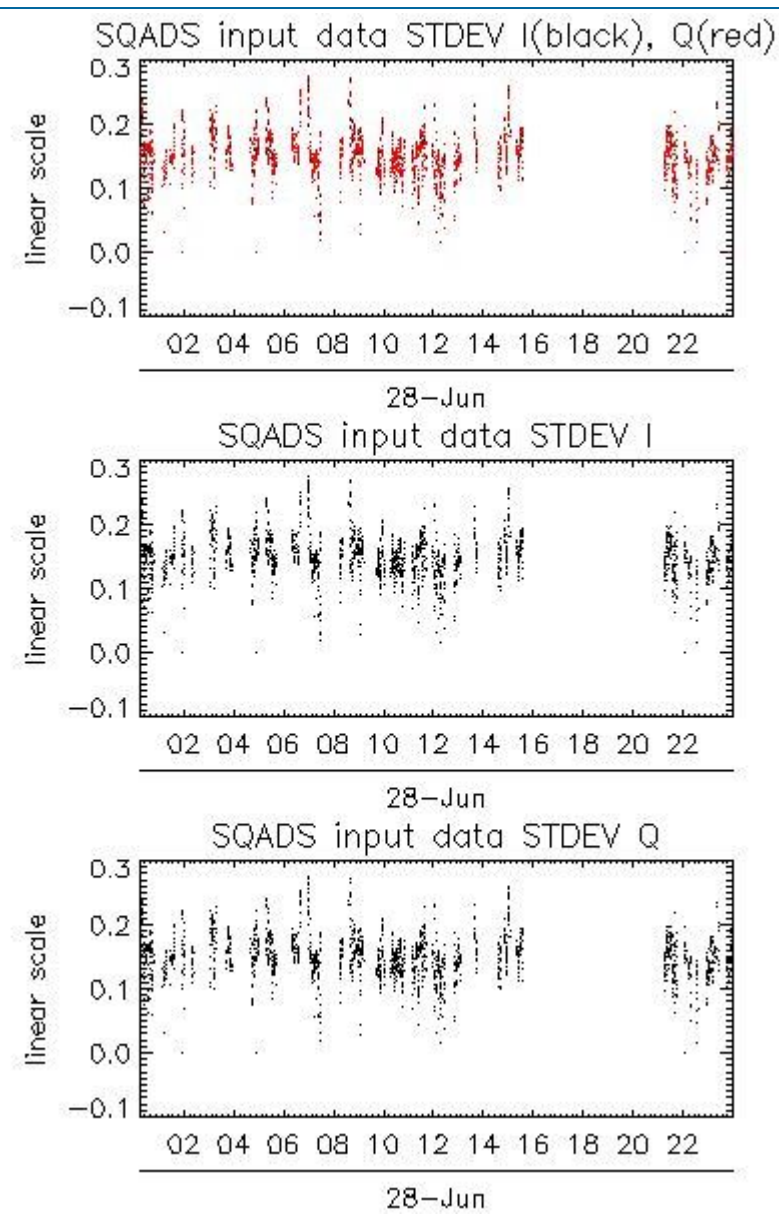 SQADS input data STDEV I(black), Q(red)
0.3
0.2
0.1
0.0
−0.1
linear scale
02 04 06 08 10 12 14 16 18 20 22
28−Jun
SQADS input data STDEV I
0.3
0.2
0.1
0.0
−0.1
linear scale
02 04 06 08 10 12 14 16 18 20 22
28−Jun
SQADS input data STDEV Q
0.3
0.2
0.1
0.0
−0.1
linear scale
02 04 06 08 10 12 14 16 18 20 22
28−Jun